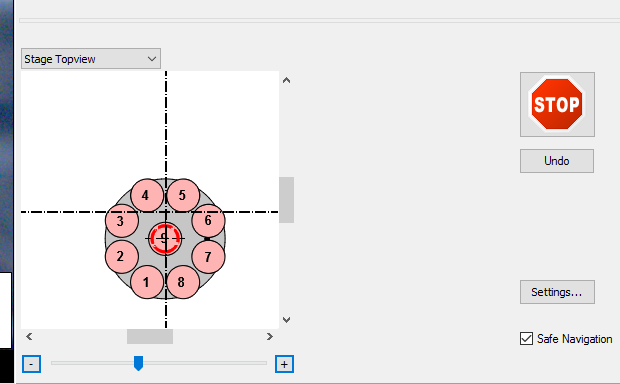 Stage Topview
STOP
Undo
4 5
3 6
9
2 7
1 8
Settings...
Safe Navigation
- +